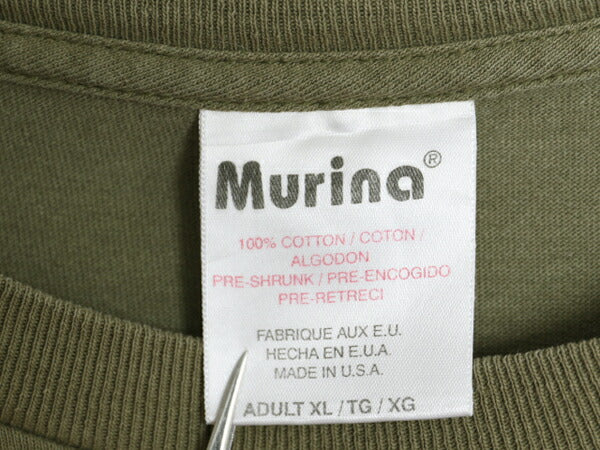 Murina®
100% COTTON / COTON /
ALGODON
PRE-SHRUNK / PRE-ENCOGIDO
PRE-RETRECI
FABRIQUE AUX E.U.
HECHA EN E.U.A.
MADE IN U.S.A.
ADULT XL / TG / XG